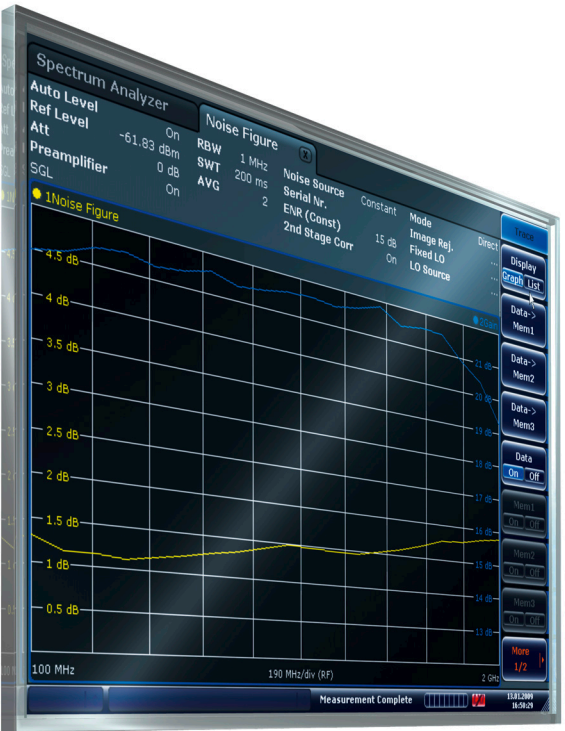 Spectrum Analyzer
Noise Figure
Auto Level On
Ref Level -61.83 dBm
Att 0 dB
Preamplifier On
SGL
RBW 1 MHz
SWT 200 ms
AVG 2
Noise Source Constant
Serial Nr.
ENR (Const) 15 dB
2nd Stage Corr On
Mode Direct
Image Rej. ...
Fixed LO ...
LO Source ...
1Noise Figure
2Gain
4.5 dB
4 dB
3.5 dB
3 dB
2.5 dB
2 dB
1.5 dB
1 dB
0.5 dB
21 dB
20 dB
19 dB
18 dB
17 dB
16 dB
15 dB
14 dB
13 dB
100 MHz
190 MHz/div (RF)
2 GHz
Trace
Display
Graph List
Data->
Mem1
Data->
Mem2
Data->
Mem3
Data
On Off
Mem1
On Off
Mem2
On Off
Mem3
On Off
More
1/2
Measurement Complete
13.01.2009
16:50:29